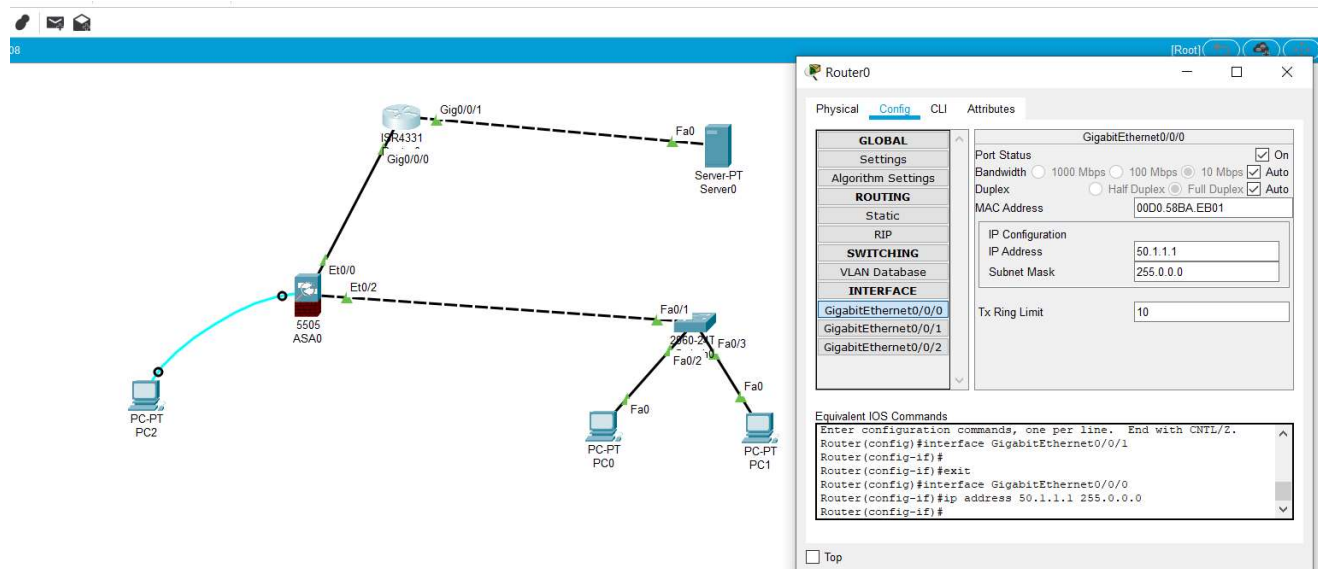 08
[Root]
Gig0/0/1
ISR4331
Gig0/0/0
Fa0
Server-PT
Server0
Et0/0
Et0/2
5505
ASA0
Fa0/1
Fa0/3
Fa0/2
Fa0
Fa0
PC-PT
PC2
PC-PT
PC0
PC-PT
PC1
Router0
Physical Config CLI Attributes
GLOBAL
Settings
Algorithm Settings
ROUTING
Static
RIP
SWITCHING
VLAN Database
INTERFACE
GigabitEthernet0/0/0
GigabitEthernet0/0/1
GigabitEthernet0/0/2
GigabitEthernet0/0/0
Port Status On
Bandwidth 1000 Mbps 100 Mbps 10 Mbps Auto
Duplex Half Duplex Full Duplex Auto
MAC Address 00D0.58BA.EB01
IP Configuration
IP Address 50.1.1.1
Subnet Mask 255.0.0.0
Tx Ring Limit 10
Equivalent IOS Commands
Enter configuration commands, one per line. End with CNTL/Z.
Router(config)#interface GigabitEthernet0/0/1
Router(config-if)#
Router(config-if)#exit
Router(config)#interface GigabitEthernet0/0/0
Router(config-if)#ip address 50.1.1.1 255.0.0.0
Router(config-if)#
Top